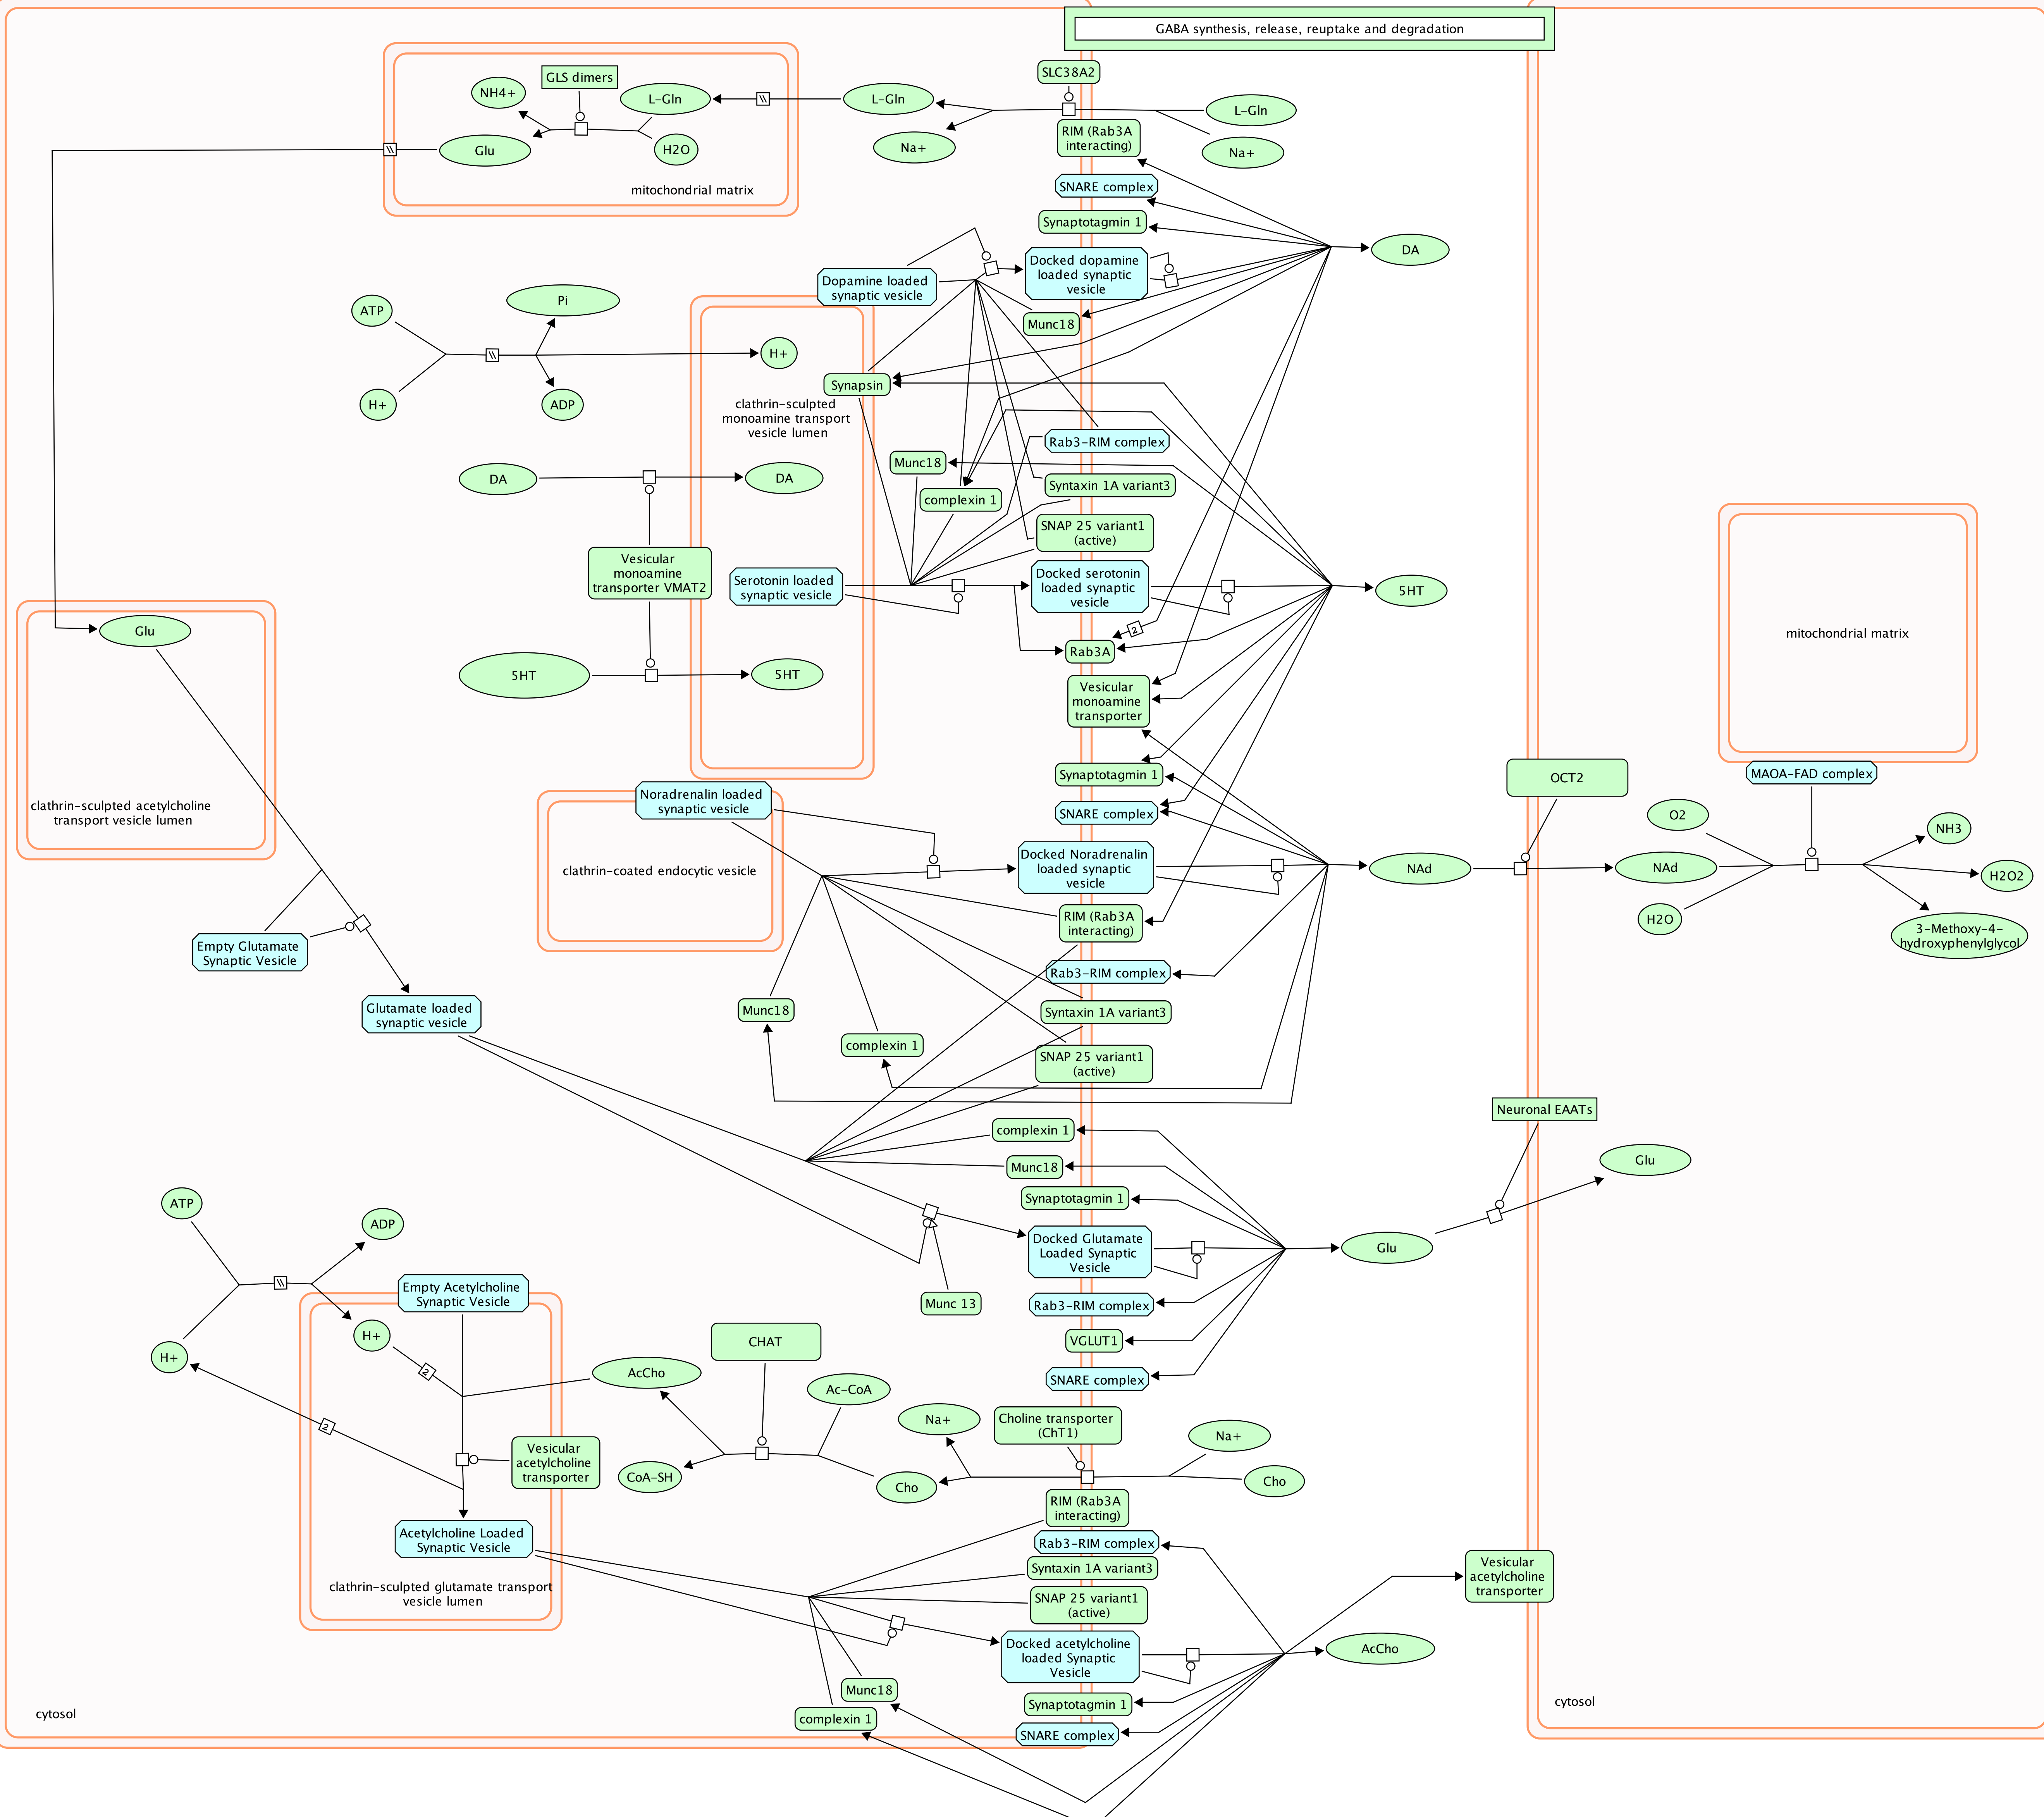 GABA synthesis, release, reuptake and degradation
SLC38A2
GLS dimers
NH4+
L-Gln
L-Gln
L-Gln
Glu
H2O
Na+
Na+
mitochondrial matrix
RIM (Rab3A
interacting)
SNARE complex
Synaptotagmin 1
DA
Dopamine loaded
synaptic vesicle
Docked dopamine
loaded synaptic
vesicle
Munc18
ATP
Pi
H+
H+
ADP
Synapsin
clathrin-sculpted
monoamine transport
vesicle lumen
Rab3-RIM complex
Munc18
DA
DA
complexin 1
Syntaxin 1A variant3
SNAP 25 variant1
(active)
Vesicular
monoamine
transporter VMAT2
Serotonin loaded
synaptic vesicle
Docked serotonin
loaded synaptic
vesicle
5HT
2
Rab3A
5HT
5HT
Vesicular
monoamine
transporter
mitochondrial matrix
Glu
clathrin-sculpted acetylcholine
transport vesicle lumen
Synaptotagmin 1
SNARE complex
OCT2
MAOA-FAD complex
Noradrenalin loaded
synaptic vesicle
clathrin-coated endocytic vesicle
Docked Noradrenalin
loaded synaptic
vesicle
NAd
NAd
O2
H2O
NH3
H2O2
3-Methoxy-4-
hydroxyphenylglycol
RIM (Rab3A
interacting)
Rab3-RIM complex
Empty Glutamate
Synaptic Vesicle
Glutamate loaded
synaptic vesicle
Munc18
complexin 1
Syntaxin 1A variant3
SNAP 25 variant1
(active)
complexin 1
Munc18
Synaptotagmin 1
Neuronal EAATs
Glu
Docked Glutamate
Loaded Synaptic
Vesicle
Glu
Munc 13
Rab3-RIM complex
VGLUT1
SNARE complex
ATP
ADP
H+
H+
Empty Acetylcholine
Synaptic Vesicle
2
2
AcCho
CHAT
Ac-CoA
CoA-SH
Cho
Na+
Choline transporter
(ChT1)
Na+
Cho
Vesicular
acetylcholine
transporter
Acetylcholine Loaded
Synaptic Vesicle
clathrin-sculpted glutamate transport
vesicle lumen
RIM (Rab3A
interacting)
Rab3-RIM complex
Syntaxin 1A variant3
SNAP 25 variant1
(active)
Docked acetylcholine
loaded Synaptic
Vesicle
Vesicular
acetylcholine
transporter
AcCho
Munc18
complexin 1
Synaptotagmin 1
SNARE complex
cytosol
cytosol